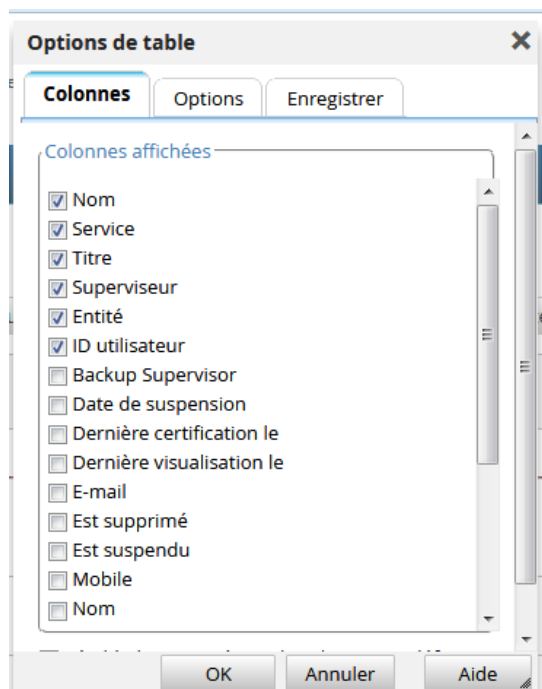 Options de table
Colonnes Options Enregistrer
Colonnes affichées
Nom
Service
Titre
Superviseur
Entité
ID utilisateur
Backup Supervisor
Date de suspension
Dernière certification le
Dernière visualisation le
E-mail
Est supprimé
Est suspendu
Mobile
Nom
OK Annuler Aide